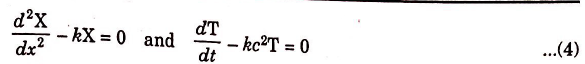 d²X/dx² – kX = 0 and dT/dt – kc²T = 0 ...(4)